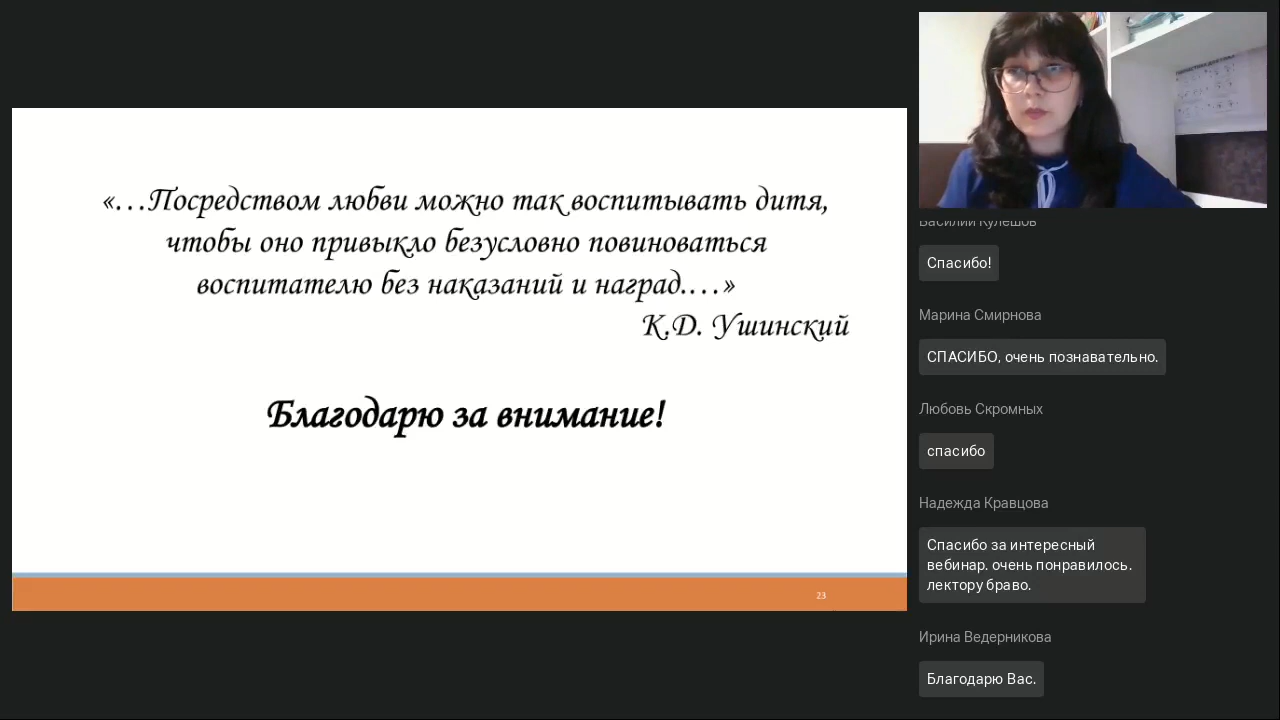 «…Посредством любви можно так воспитывать дитя,
чтобы оно привыкло безусловно повиноваться
воспитателю без наказаний и наград.…»
К.Д. Ушинский
Благодарю за внимание!
23
Василий Кулешов
Спасибо!
Марина Смирнова
СПАСИБО, очень познавательно.
Любовь Скромных
спасибо
Надежда Кравцова
Спасибо за интересный
вебинар. очень понравилось.
лектору браво.
Ирина Ведерникова
Благодарю Вас.